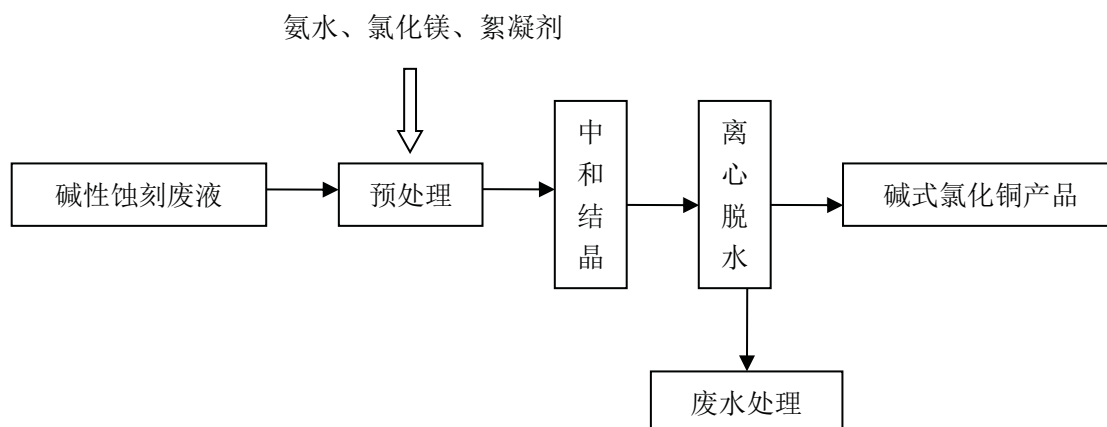 氨水、氯化镁、絮凝剂
碱性蚀刻废液
预处理
中和结晶
离心脱水
碱式氯化铜产品
废水处理